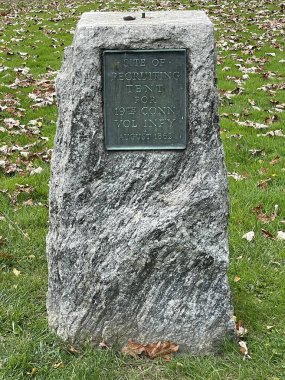 SITE OF
RECRUITING
TENT
FOR
19TH CONN
VOL. INF'Y
AUGUST 1862